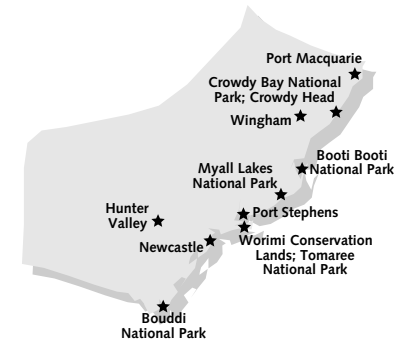 Port Macquarie
Crowdy Bay National
Park; Crowdy Head
Wingham
Booti Booti
National Park
Myall Lakes
National Park
Hunter
Valley
Port Stephens
Newcastle
Worimi Conservation
Lands; Tomaree
National Park
Bouddi
National Park